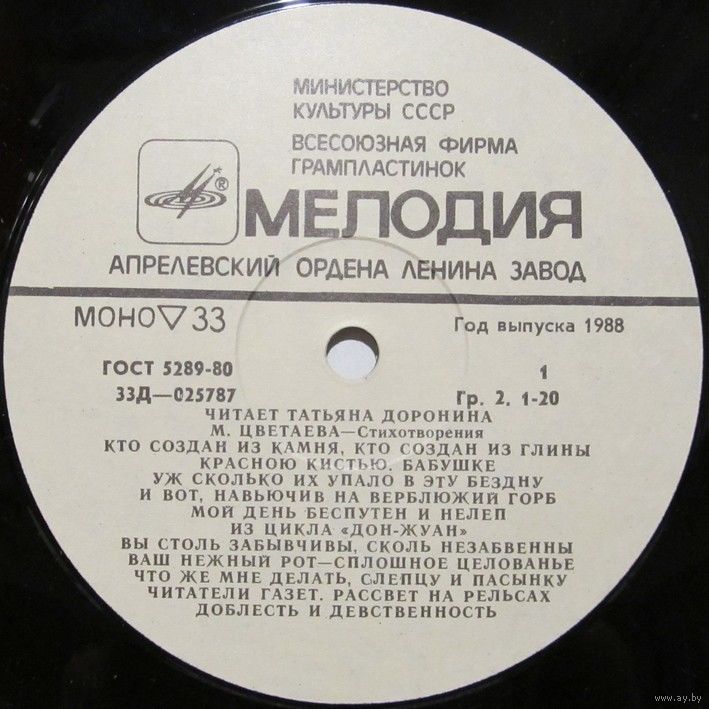 МИНИСТЕРСТВО
КУЛЬТУРЫ СССР
ВСЕСОЮЗНАЯ ФИРМА
ГРАМПЛАСТИНОК
®
МЕЛОДИЯ
АПРЕЛЕВСКИЙ ОРДЕНА ЛЕНИНА ЗАВОД
МОНО ▽ 33
Год выпуска 1988
ГОСТ 5289-80
1
33Д—025787
Гр. 2. 1-20
ЧИТАЕТ ТАТЬЯНА ДОРОНИНА
М. ЦВЕТАЕВА—Стихотворения
КТО СОЗДАН ИЗ КАМНЯ, КТО СОЗДАН ИЗ ГЛИНЫ
КРАСНОЮ КИСТЬЮ. БАБУШКЕ
УЖ СКОЛЬКО ИХ УПАЛО В ЭТУ БЕЗДНУ
И ВОТ, НАВЬЮЧИВ НА ВЕРБЛЮЖИЙ ГОРБ
МОЙ ДЕНЬ БЕСПУТЕН И НЕЛЕП
ИЗ ЦИКЛА «ДОН-ЖУАН»
ВЫ СТОЛЬ ЗАБЫВЧИВЫ, СКОЛЬ НЕЗАБВЕННЫ
ВАШ НЕЖНЫЙ РОТ—СПЛОШНОЕ ЦЕЛОВАНЬЕ
ЧТО ЖЕ МНЕ ДЕЛАТЬ, СЛЕПЦУ И ПАСЫНКУ
ЧИТАТЕЛИ ГАЗЕТ. РАССВЕТ НА РЕЛЬСАХ
ДОБЛЕСТЬ И ДЕВСТВЕННОСТЬ
www.ay.by